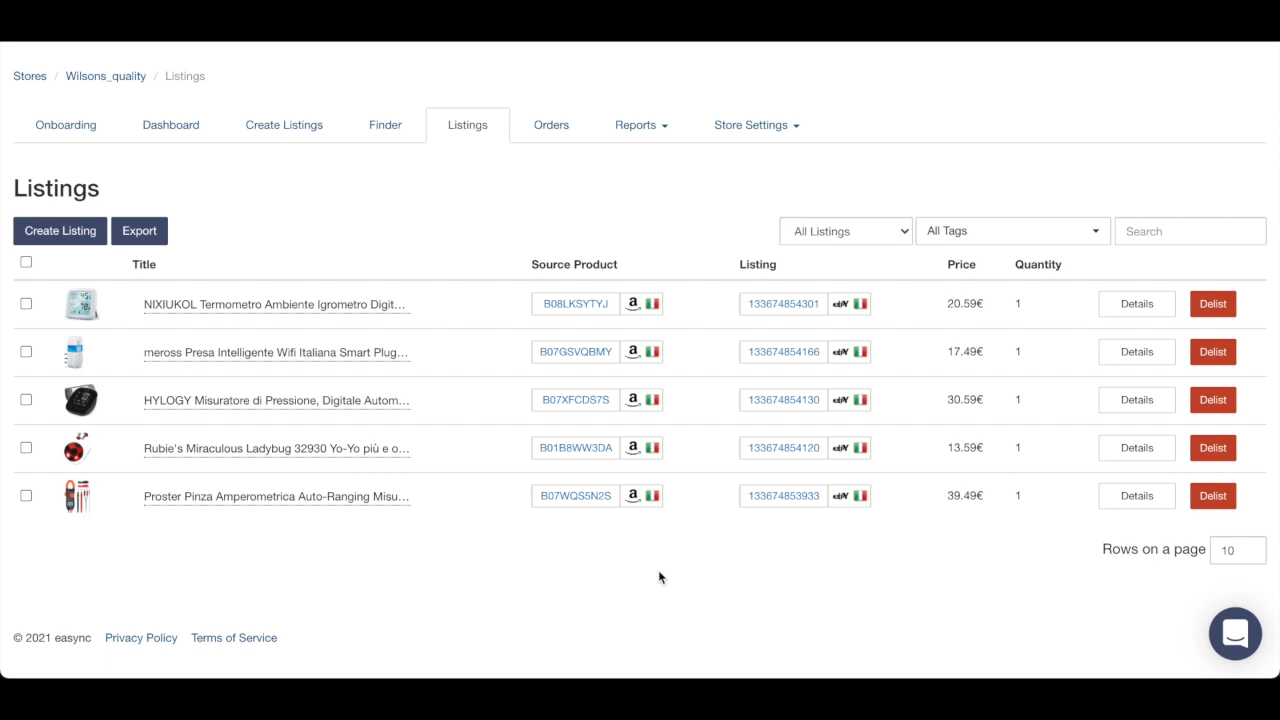 Stores / Wilsons_quality / Listings
Onboarding Dashboard Create Listings Finder Listings Orders Reports Store Settings
Listings
Create Listing Export All Listings All Tags Search
Title Source Product Listing Price Quantity
NIXIUKOL Termometro Ambiente Igrometro Digit... B08LKSYTYJ a 133674854301 ebay 20.59€ 1 Details Delist
meross Presa Intelligente Wifi Italiana Smart Plug... B07GSVQBMY a 133674854166 ebay 17.49€ 1 Details Delist
HYLOGY Misuratore di Pressione, Digitale Autom... B07XFCDS7S a 133674854130 ebay 30.59€ 1 Details Delist
Rubie's Miraculous Ladybug 32930 Yo-Yo più e o... B01B8WW3DA a 133674854120 ebay 13.59€ 1 Details Delist
Proster Pinza Amperometrica Auto-Ranging Misu... B07WQS5N2S a 133674853933 ebay 39.49€ 1 Details Delist
Rows on a page 10
© 2021 easync Privacy Policy Terms of Service